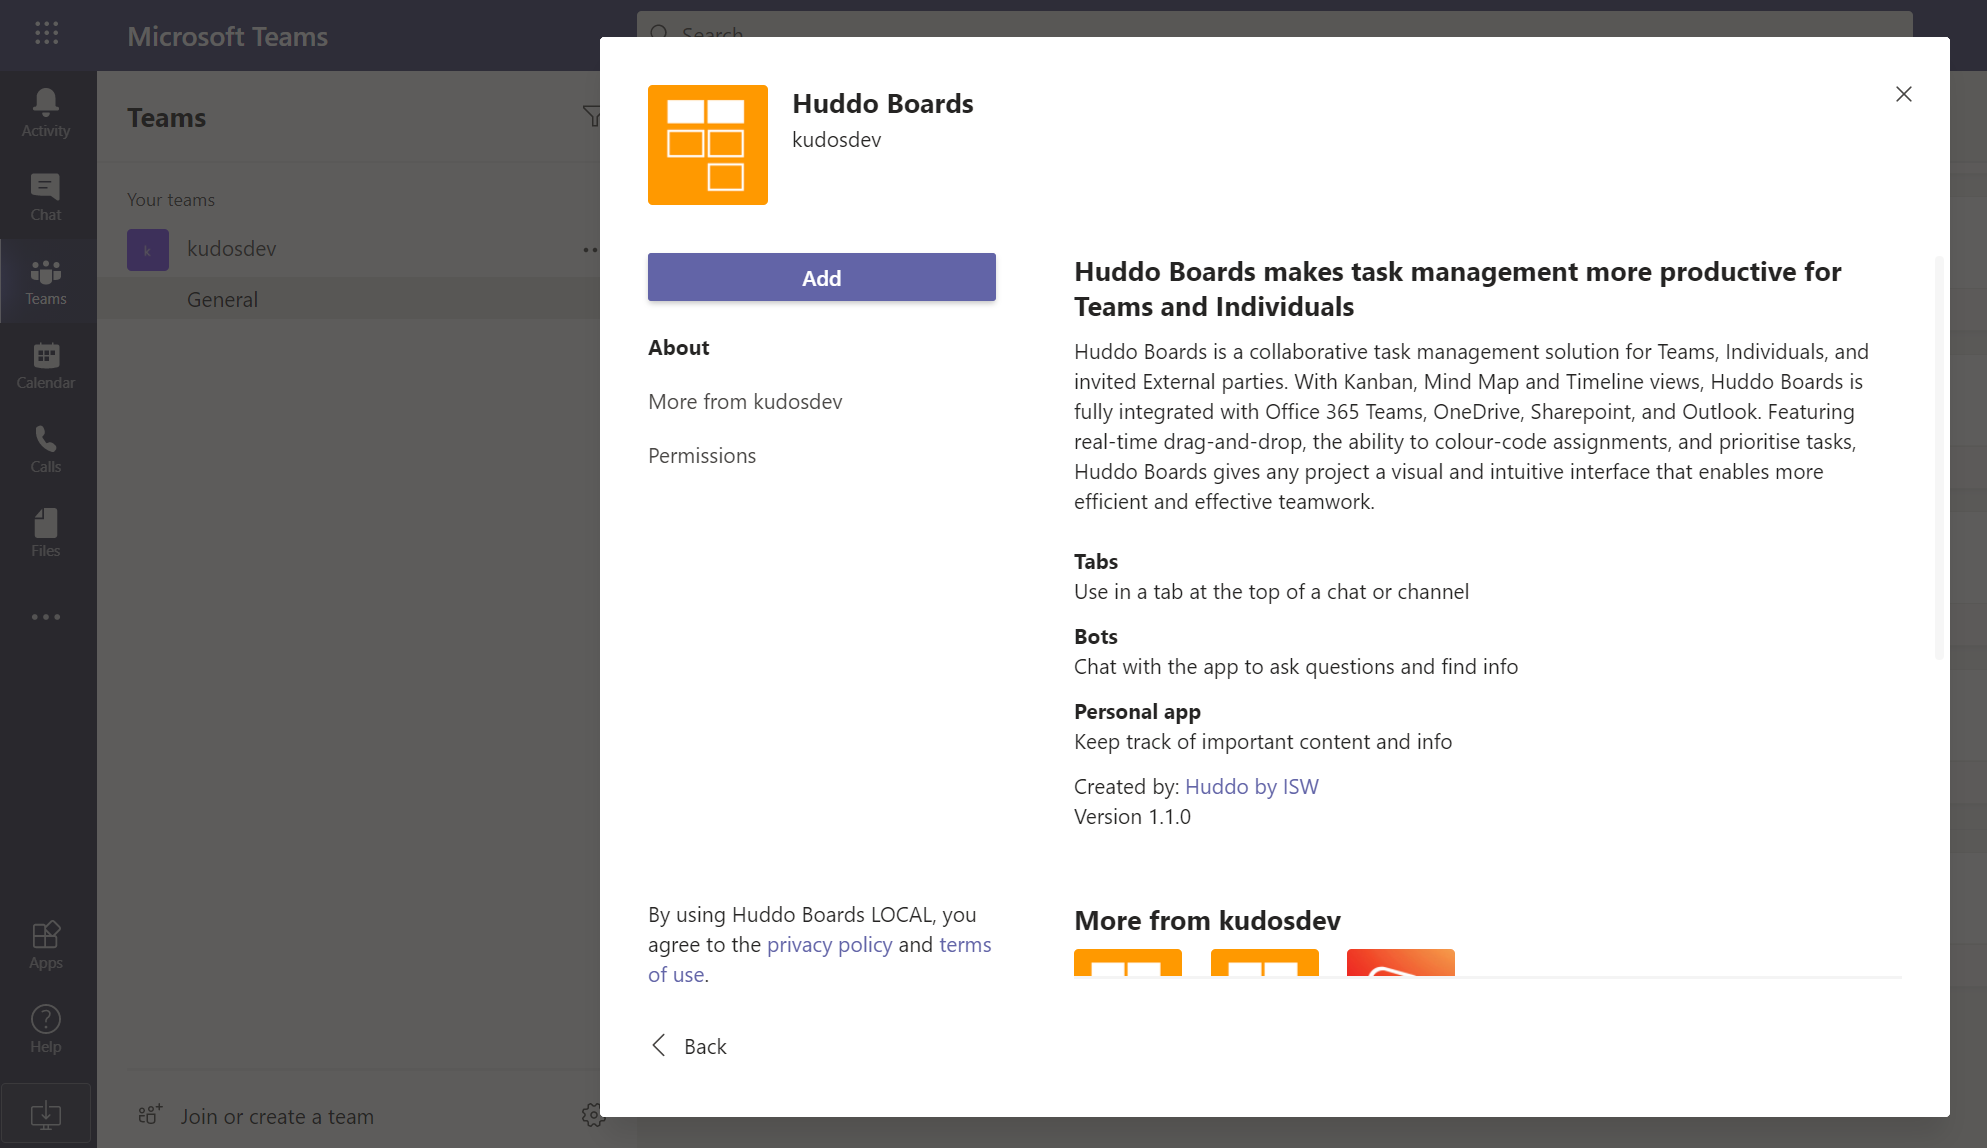 Microsoft Teams
Search
Activity
Chat
Teams
Calendar
Calls
Files
Apps
Help
Teams
Your teams
k
kudosdev
General
Join or create a team
Huddo Boards
kudosdev
Add
About
More from kudosdev
Permissions
By using Huddo Boards LOCAL, you
agree to the privacy policy and terms
of use.
Back
Huddo Boards makes task management more productive for
Teams and Individuals
Huddo Boards is a collaborative task management solution for Teams, Individuals, and
invited External parties. With Kanban, Mind Map and Timeline views, Huddo Boards is
fully integrated with Office 365 Teams, OneDrive, Sharepoint, and Outlook. Featuring
real-time drag-and-drop, the ability to colour-code assignments, and prioritise tasks,
Huddo Boards gives any project a visual and intuitive interface that enables more
efficient and effective teamwork.
Tabs
Use in a tab at the top of a chat or channel
Bots
Chat with the app to ask questions and find info
Personal app
Keep track of important content and info
Created by: Huddo by ISW
Version 1.1.0
More from kudosdev